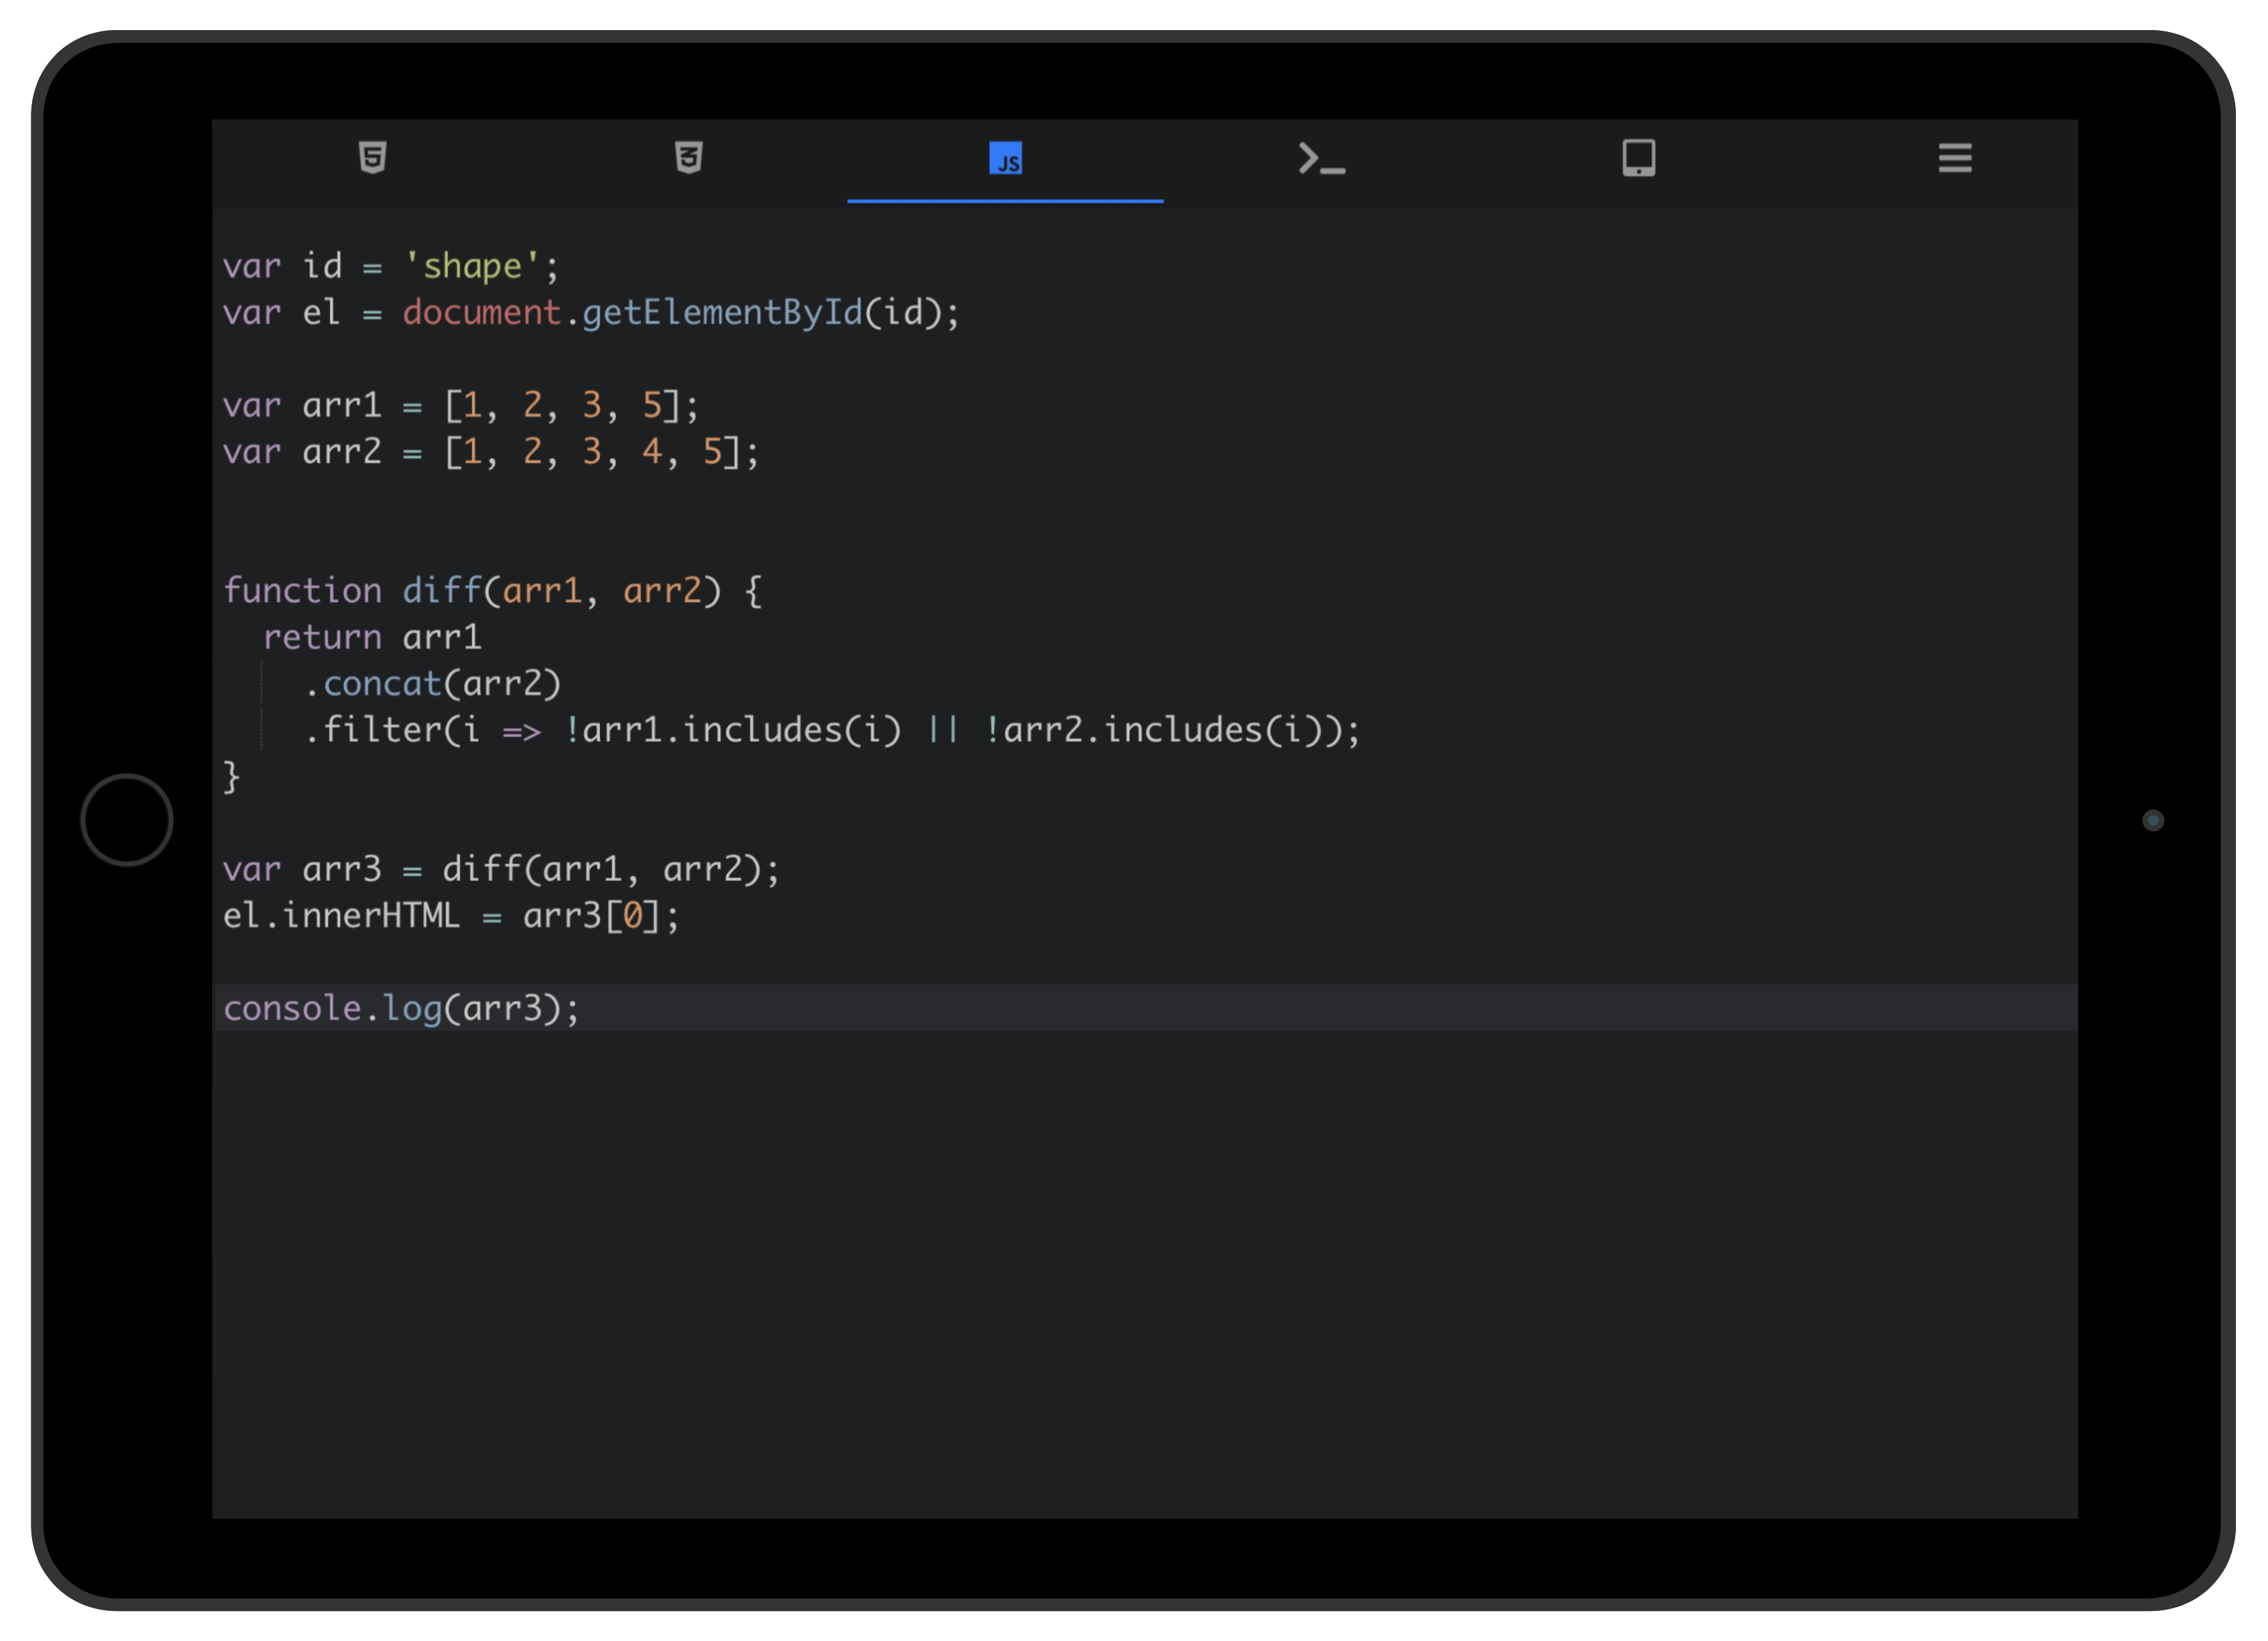 5 3 JS
var id = 'shape';
var el = document.getElementById(id);
var arr1 = [1, 2, 3, 5];
var arr2 = [1, 2, 3, 4, 5];
function diff(arr1, arr2) {
  return arr1
    .concat(arr2)
    .filter(i => !arr1.includes(i) || !arr2.includes(i));
}
var arr3 = diff(arr1, arr2);
el.innerHTML = arr3[0];
console.log(arr3);